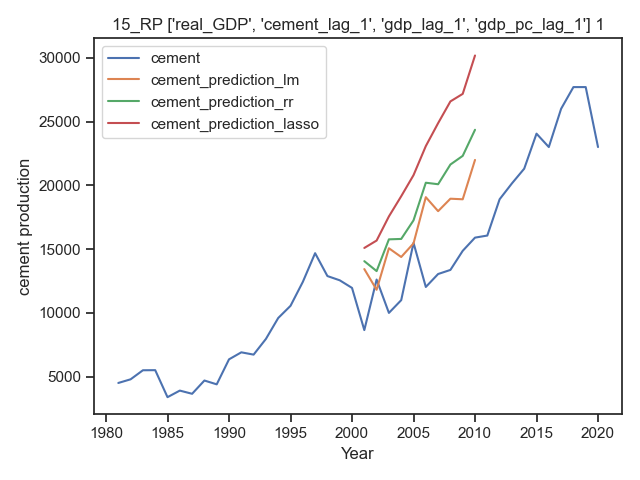 15_RP ['real_GDP', 'cement_lag_1', 'gdp_lag_1', 'gdp_pc_lag_1'] 1
cement
cement_prediction_lm
cement_prediction_rr
cement_prediction_lasso
30000
25000
20000
15000
10000
5000
cement production
1980 1985 1990 1995 2000 2005 2010 2015 2020
Year